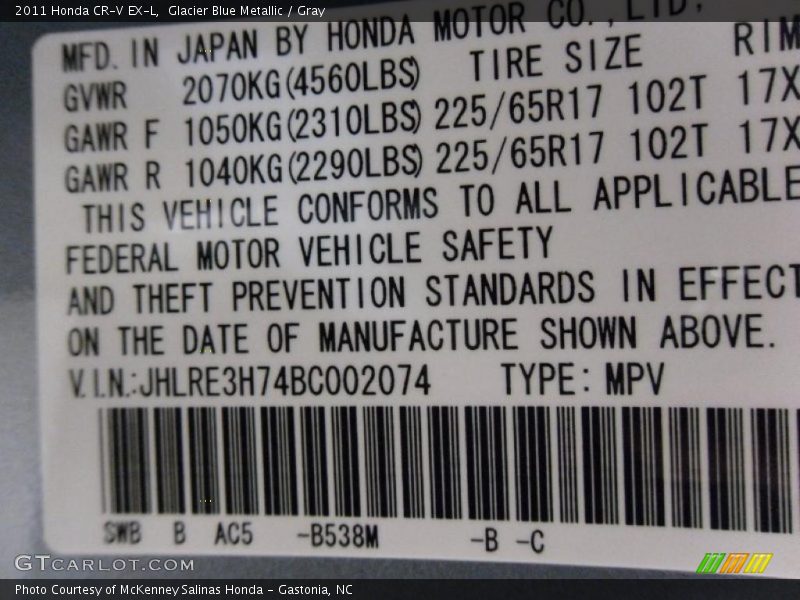 2011 Honda CR-V EX-L, Glacier Blue Metallic / Gray
MFD. IN JAPAN BY HONDA MOTOR CO., LTD.
TIRE SIZE RIM
GVWR 2070KG(4560LBS)
GAWR F 1050KG(2310LBS) 225/65R17 102T 17X
GAWR R 1040KG(2290LBS) 225/65R17 102T 17X
THIS VEHICLE CONFORMS TO ALL APPLICABLE
FEDERAL MOTOR VEHICLE SAFETY
AND THEFT PREVENTION STANDARDS IN EFFECT
ON THE DATE OF MANUFACTURE SHOWN ABOVE.
V.I.N.:JHLRE3H74BC002074 TYPE: MPV
SWB B AC5 -B538M -B -C
GTCARLOT.COM
Photo Courtesy of McKenney Salinas Honda - Gastonia, NC